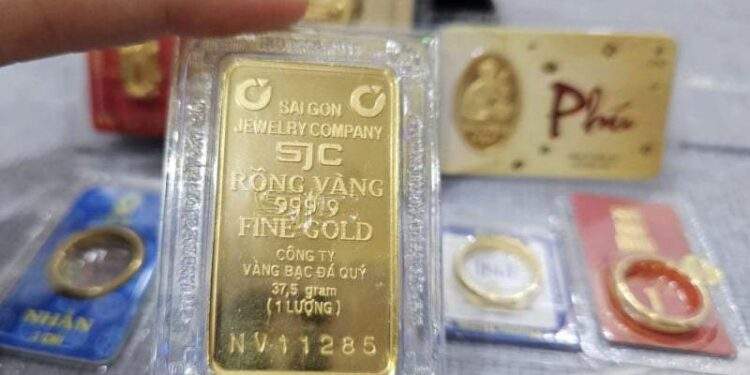 SAI GON
JEWELRY COMPANY
SJC
RỒNG VÀNG
999.9
FINE GOLD
CÔNG TY
VÀNG BẠC ĐÁ QUÝ
37,5 gram
(1 LƯỢNG)
NV11285
Phú
NHẪN